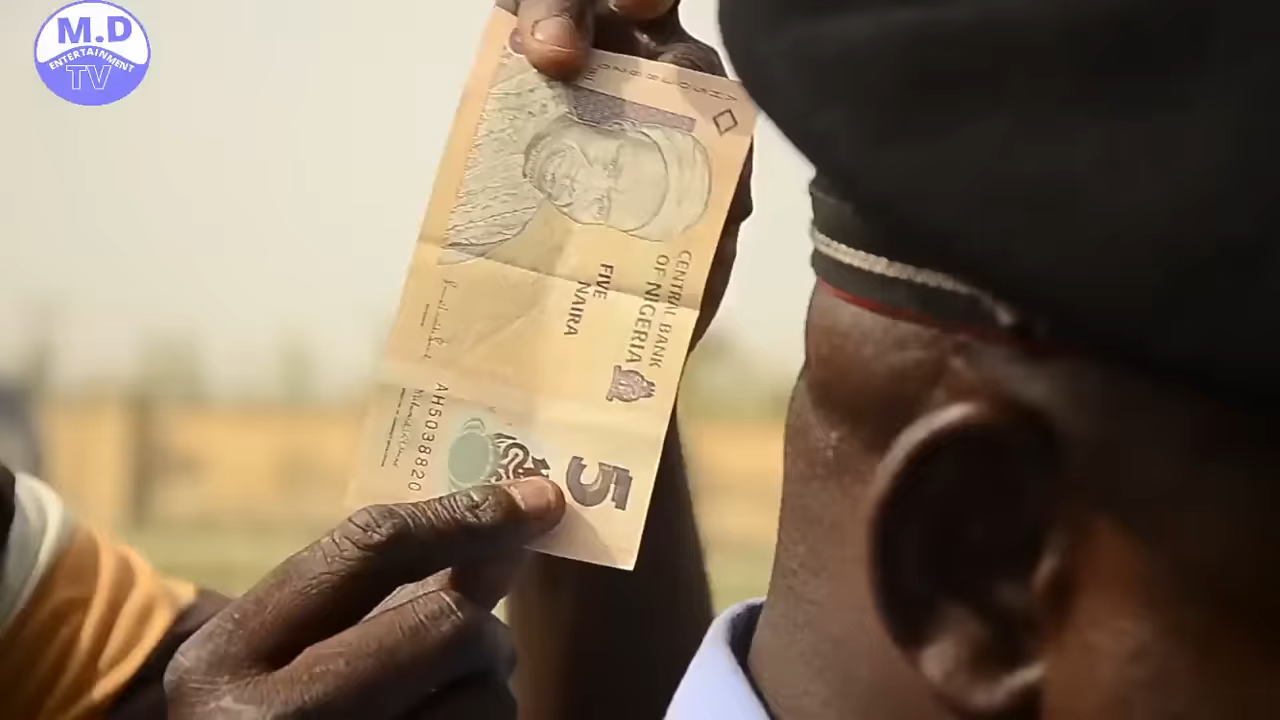 M.D
ENTERTAINMENT
TV
CENTRAL BANK
OF NIGERIA
FIVE
NAIRA
5
AH5038820